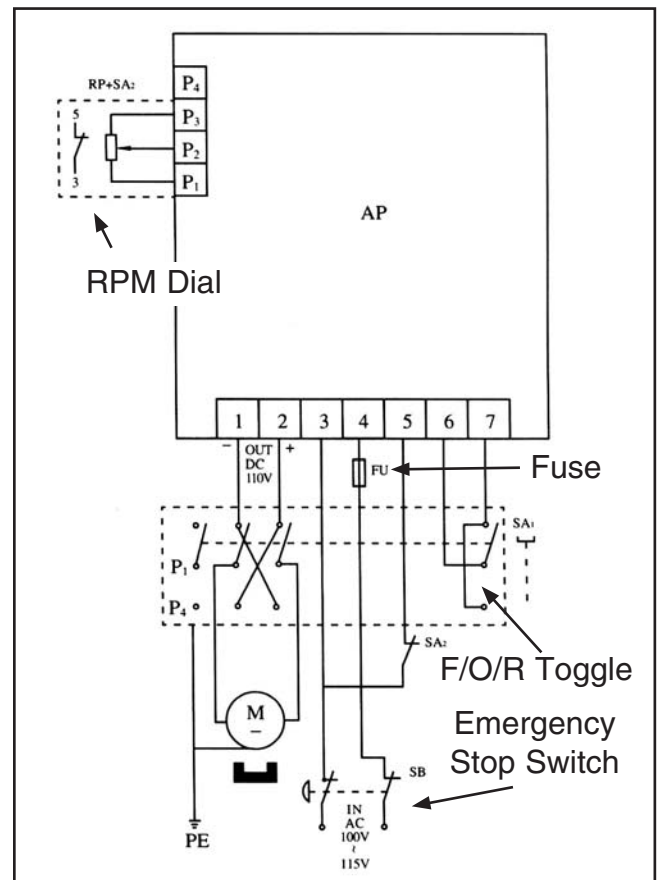 RP+SA₂
P₄
5
P₃
P₂
3
P₁
AP
RPM Dial
1 2 3 4 5 6 7
− OUT +
DC
110V
FU
Fuse
SA₁
P₁
P₄
SA₂
F/O/R Toggle
M
−
Emergency
Stop Switch
SB
IN
AC
100V
~
115V
PE